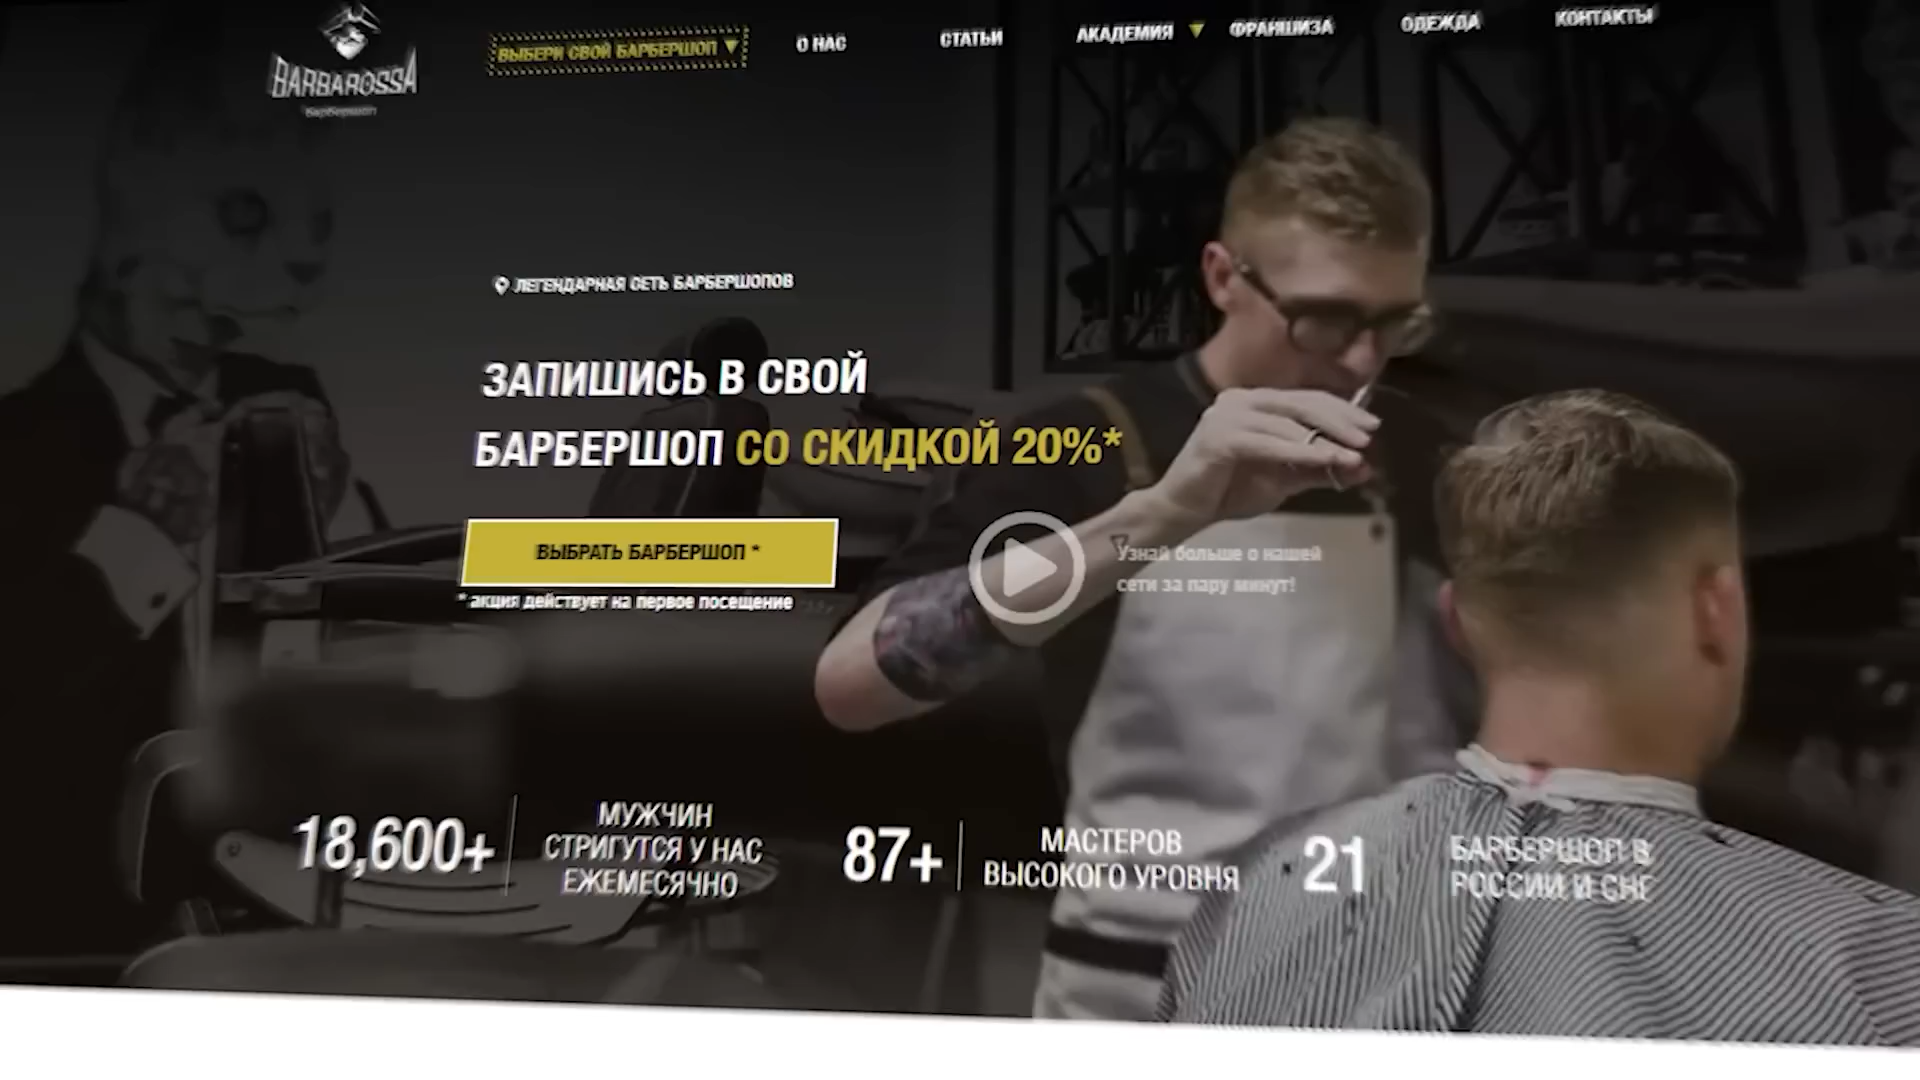 BARBAROSSA
барбершоп
ВЫБЕРИ СВОЙ БАРБЕРШОП
О НАС
СТАТЬИ
АКАДЕМИЯ
ФРАНШИЗА
ОДЕЖДА
КОНТАКТЫ
ЛЕГЕНДАРНАЯ СЕТЬ БАРБЕРШОПОВ
ЗАПИШИСЬ В СВОЙ
БАРБЕРШОП СО СКИДКОЙ 20%*
ВЫБРАТЬ БАРБЕРШОП *
* акция действует на первое посещение
Узнай больше о нашей
сети за пару минут!
18,600+
МУЖЧИН
СТРИГУТСЯ У НАС
ЕЖЕМЕСЯЧНО
87+
МАСТЕРОВ
ВЫСОКОГО УРОВНЯ
21
БАРБЕРШОП В
РОССИИ И СНГ